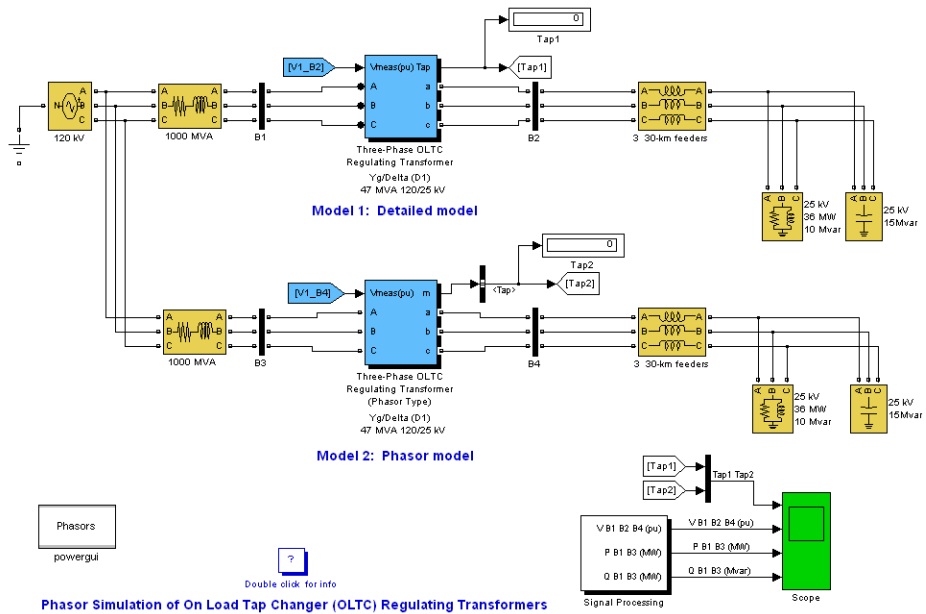 0
Tap1
[V1_B2]
Vmeas(pu) Tap
[Tap1]
A
B
C
a
b
c
N
A
B
C
120 kV
A
B
C
A
B
C
1000 MVA
B1
B2
A
B
C
A
B
C
3 30-km feeders
Three-Phase OLTC
Regulating Transformer
Yg/Delta (D1)
47 MVA 120/25 kV
Model 1: Detailed model
A B C
25 kV
36 MW
10 Mvar
A B C
25 kV
15Mvar
0
Tap2
[V1_B4]
Vmeas(pu) m
<Tap>
[Tap2]
A
B
C
a
b
c
A
B
C
A
B
C
1000 MVA
B3
B4
A
B
C
A
B
C
3 30-km feeders
Three-Phase OLTC
Regulating Transformer
(Phasor Type)
Yg/Delta (D1)
47 MVA 120/25 kV
Model 2: Phasor model
A B C
25 kV
36 MW
10 Mvar
A B C
25 kV
15Mvar
[Tap1]
[Tap2]
Tap1 Tap2
V B1 B2 B4 (pu)
V B1 B2 B4 (pu)
P B1 B3 (MW)
P B1 B3 (MW)
Q B1 B3 (MW)
Q B1 B3 (Mvar)
Signal Processing
Scope
Phasors
powergui
?
Double click for info
Phasor Simulation of On Load Tap Changer (OLTC) Regulating Transformers